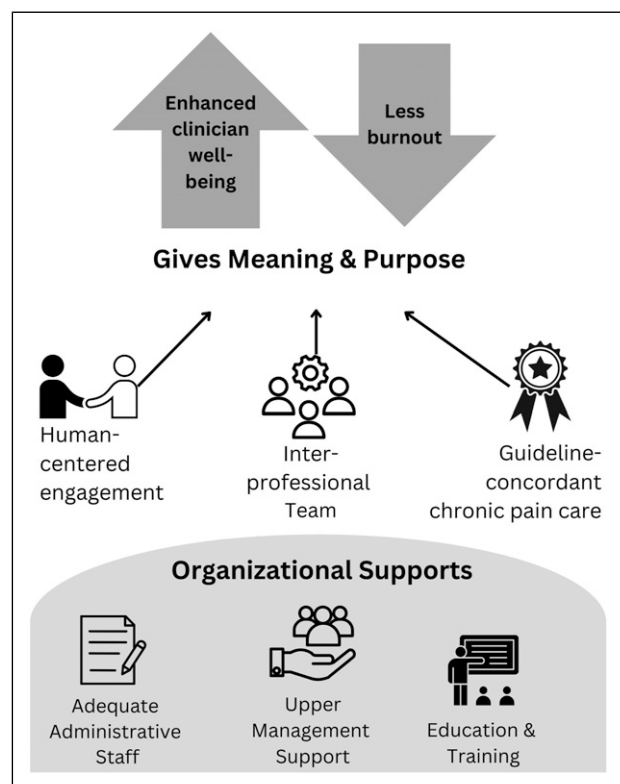 Enhanced
clinician
well-
being
Less
burnout
Gives Meaning & Purpose
Human-
centered
engagement
Inter-
professional
Team
Guideline-
concordant
chronic pain care
Organizational Supports
Adequate
Administrative
Staff
Upper
Management
Support
Education &
Training